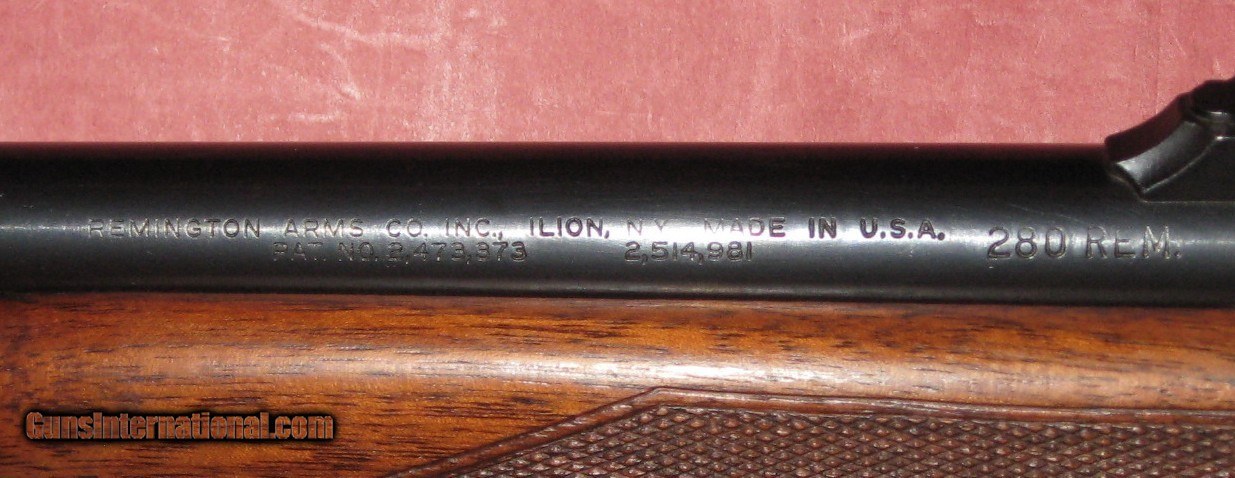 REMINGTON ARMS CO. INC., ILION, N.Y. MADE IN U.S.A.
PAT. NO. 2,473,373 2,514,981
280 REM.
GunsInternational.com